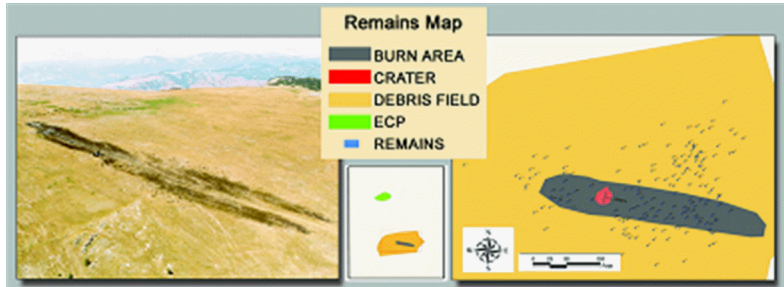 Remains Map
BURN AREA
CRATER
DEBRIS FIELD
ECP
REMAINS